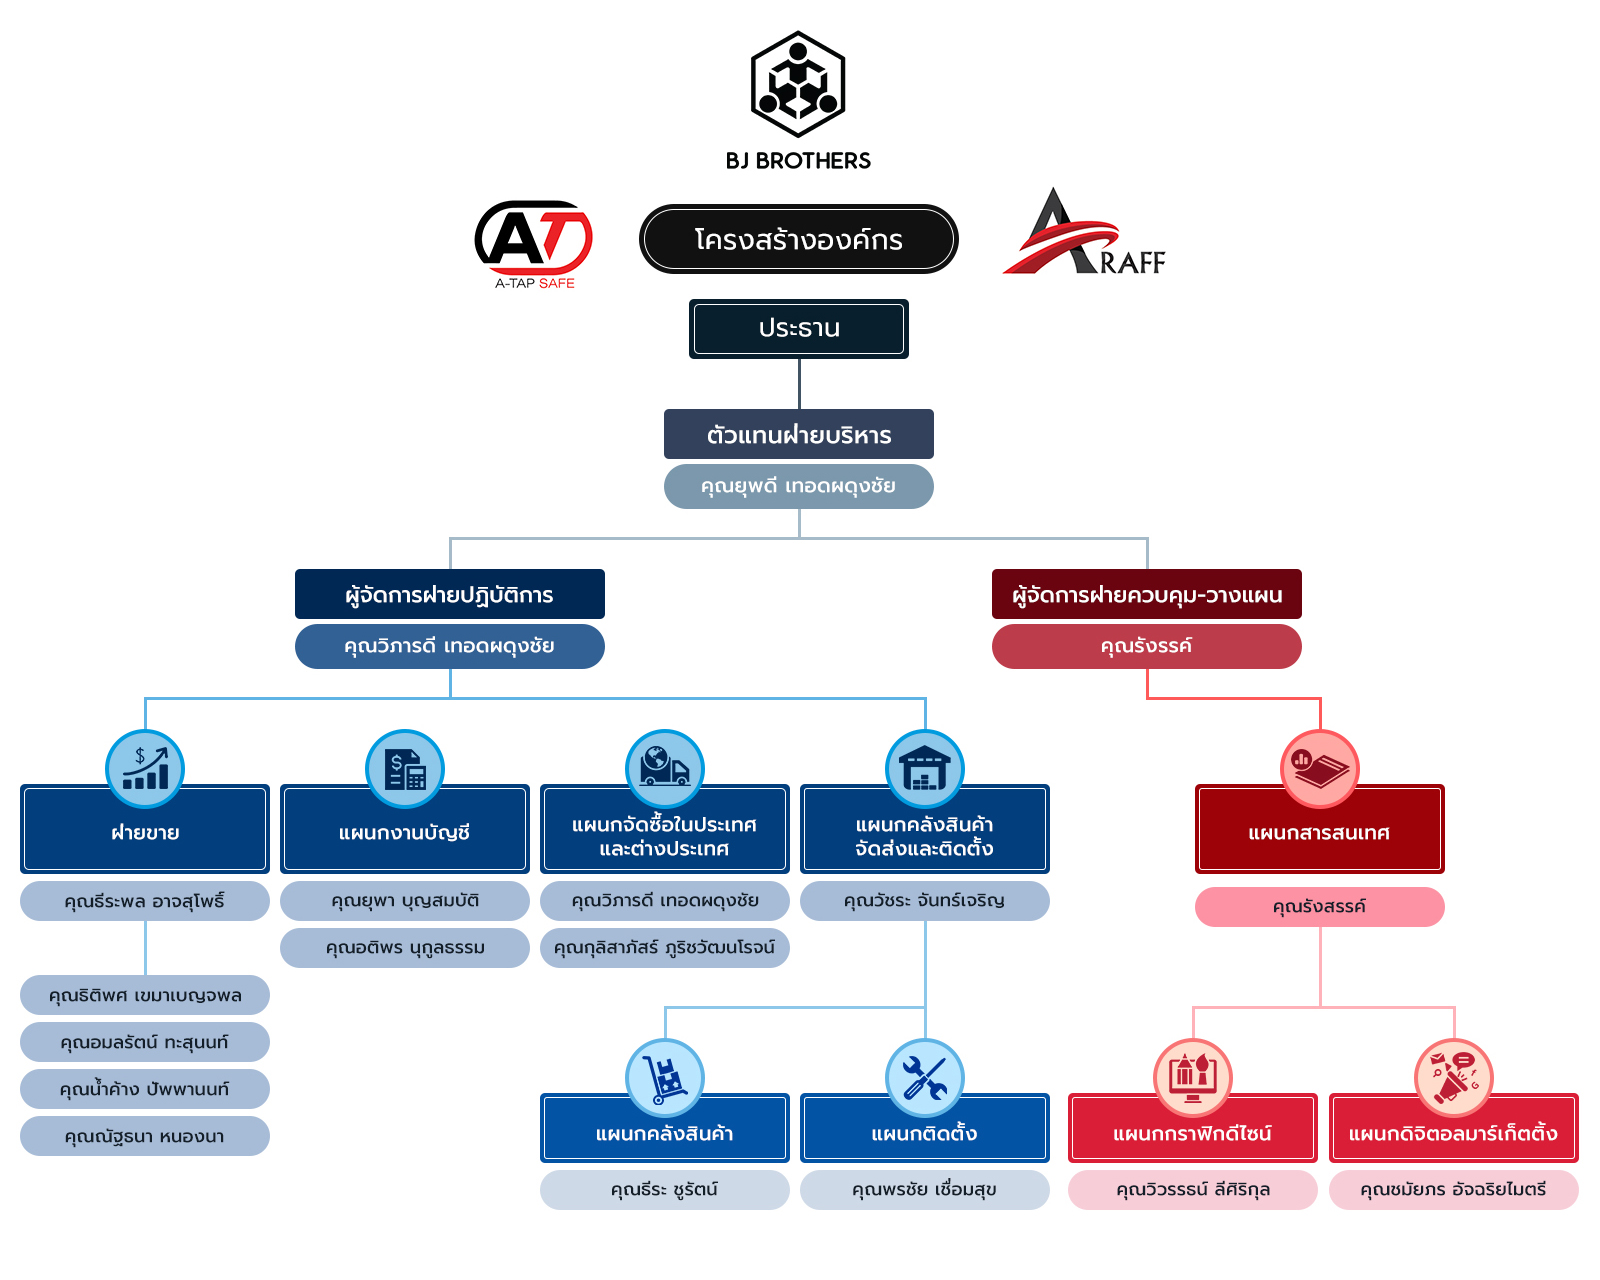 BJ BROTHERS
AT
A-TAP SAFE
โครงสร้างองค์กร
ARAFF
ประธาน
ตัวแทนฝ่ายบริหาร
คุณยุพดี เทอดผดุงชัย
ผู้จัดการฝ่ายปฏิบัติการ
ผู้จัดการฝ่ายควบคุม-วางแผน
คุณวิภารดี เทอดผดุงชัย
คุณรังรรค์
ฝ่ายขาย
แผนกงานบัญชี
แผนกจัดซื้อในประเทศ
และต่างประเทศ
แผนกคลังสินค้า
จัดส่งและติดตั้ง
แผนกสารสนเทศ
คุณธีระพล อาจสุโพธิ์
คุณยุพา บุญสมบัติ
คุณวิภารดี เทอดผดุงชัย
คุณวัชระ จันทร์เจริญ
คุณรังสรรค์
คุณอติพร นุกูลธรรม
คุณกุลิสาภัสร์ ภูริชวัฒนโรจน์
คุณธิติพศ เขมาเบญจพล
คุณอมลรัตน์ ทะสุนนท์
คุณน้ำค้าง ปัพพานนท์
คุณณัฐธนา หนองนา
แผนกคลังสินค้า
แผนกติดตั้ง
แผนกกราฟิกดีไซน์
แผนกดิจิตอลมาร์เก็ตติ้ง
คุณธีระ ชูรัตน์
คุณพรชัย เชื่อมสุข
คุณวิวรรธน์ ลีศิริกุล
คุณชมัยภร อัจฉริยไมตรี